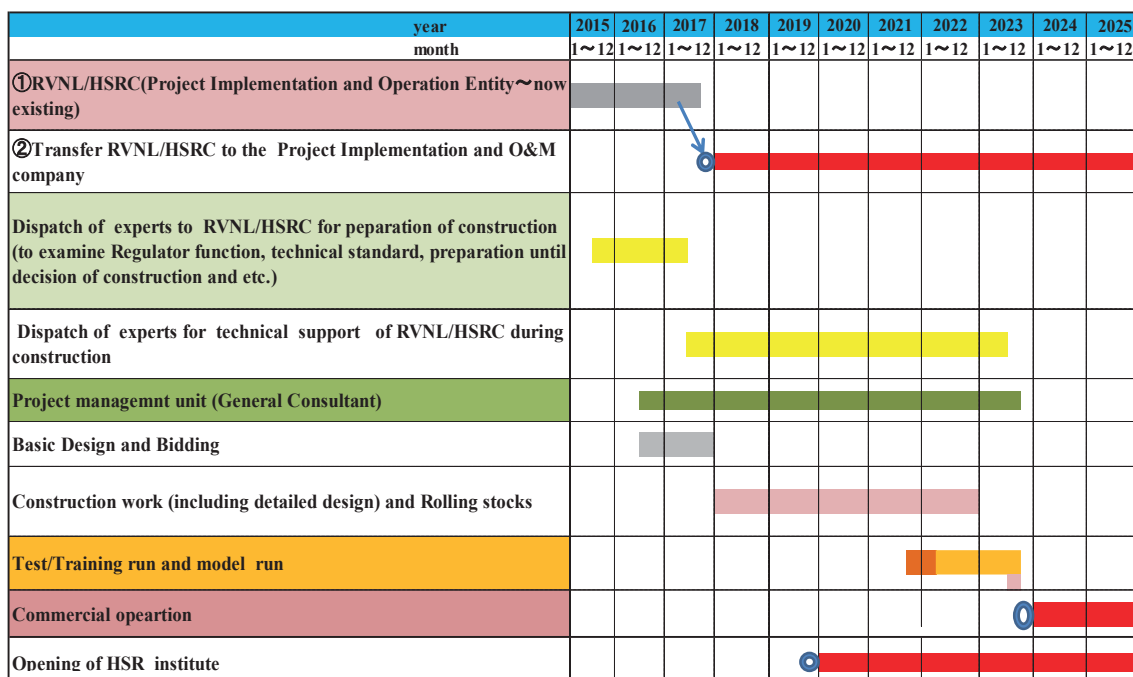 year 2015 2016 2017 2018 2019 2020 2021 2022 2023 2024 2025
month 1～12 1～12 1～12 1～12 1～12 1～12 1～12 1～12 1～12 1～12 1～12
①RVNL/HSRC(Project Implementation and Operation Entity～now
existing)
②Transfer RVNL/HSRC to the Project Implementation and O&M
company
Dispatch of experts to RVNL/HSRC for peparation of construction
(to examine Regulator function, technical standard, preparation until
decision of construction and etc.)
Dispatch of experts for technical support of RVNL/HSRC during
construction
Project managemnt unit (General Consultant)
Basic Design and Bidding
Construction work (including detailed design) and Rolling stocks
Test/Training run and model run
Commercial opeartion
Opening of HSR institute